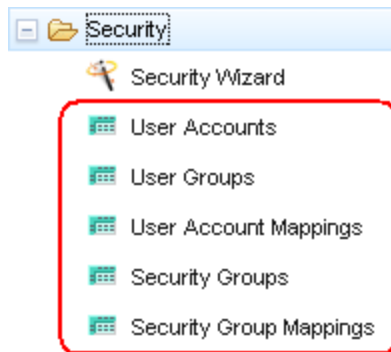 Security
Security Wizard
User Accounts
User Groups
User Account Mappings
Security Groups
Security Group Mappings